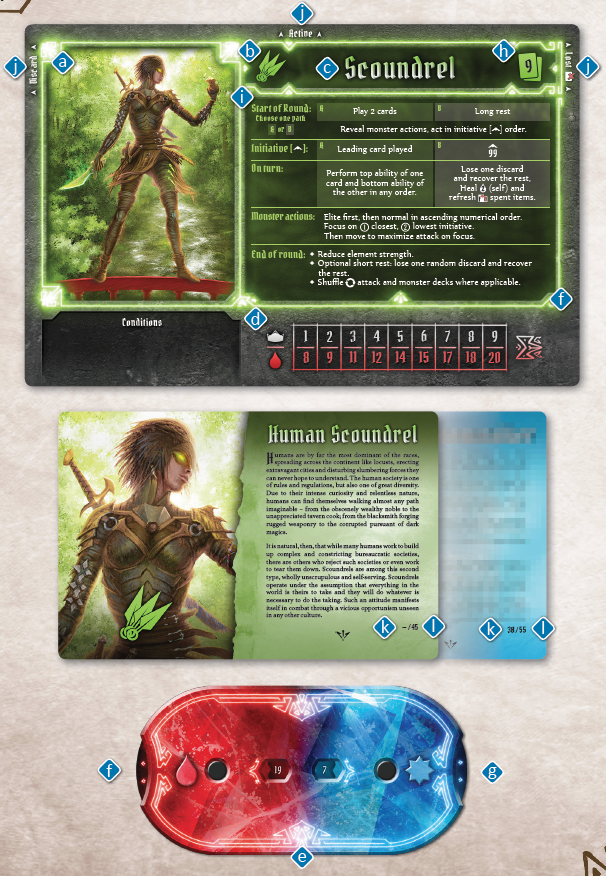 j
▲ Active ▲
j
Discard
a
b
c
Scoundrel
h
9
Lost
j
i
Start of Round:
Choose one path
A or B
A Play 2 cards
B Long rest
Reveal monster actions, act in initiative [ ] order.
Initiative [ ]:
A Leading card played
B 99
On turn:
Perform top ability of one
card and bottom ability of
the other in any order.
Lose one discard
and recover the rest,
Heal (self) and
refresh spent items.
Monster actions:
Elite first, then normal in ascending numerical order.
Focus on ① closest, ② lowest initiative.
Then move to maximize attack on focus.
End of round:
◆ Reduce element strength.
◆ Optional short rest: lose one random discard and recover
the rest.
◆ Shuffle attack and monster decks where applicable.
f
Conditions
d
1 2 3 4 5 6 7 8 9
8 9 11 12 14 15 17 18 20
Human Scoundrel
Humans are by far the most dominant of the races,
spreading across the continent like locusts, erecting
extravagant cities and disturbing slumbering forces they
can never hope to understand. The human society is one
of rules and regulations, but also one of great diversity.
Due to their intense curiosity and relentless nature,
humans can find themselves walking almost any path
imaginable – from the obscenely wealthy noble to the
unappreciated tavern cook; from the blacksmith forging
rugged weaponry to the corrupted pursuant of dark
magics.
It is natural, then, that while many humans work to build
up complex and constricting bureaucratic societies,
there are others who reject such societies or even work
to tear them down. Scoundrels are among this second
type, wholly unscrupulous and self-serving. Scoundrels
operate under the assumption that everything in the
world is theirs to take and they will do whatever is
necessary to do the taking. Such an attitude manifests
itself in combat through a vicious opportunism unseen
in any other culture.
k
–/45
l
k
38/55
l
f
19
7
g
e